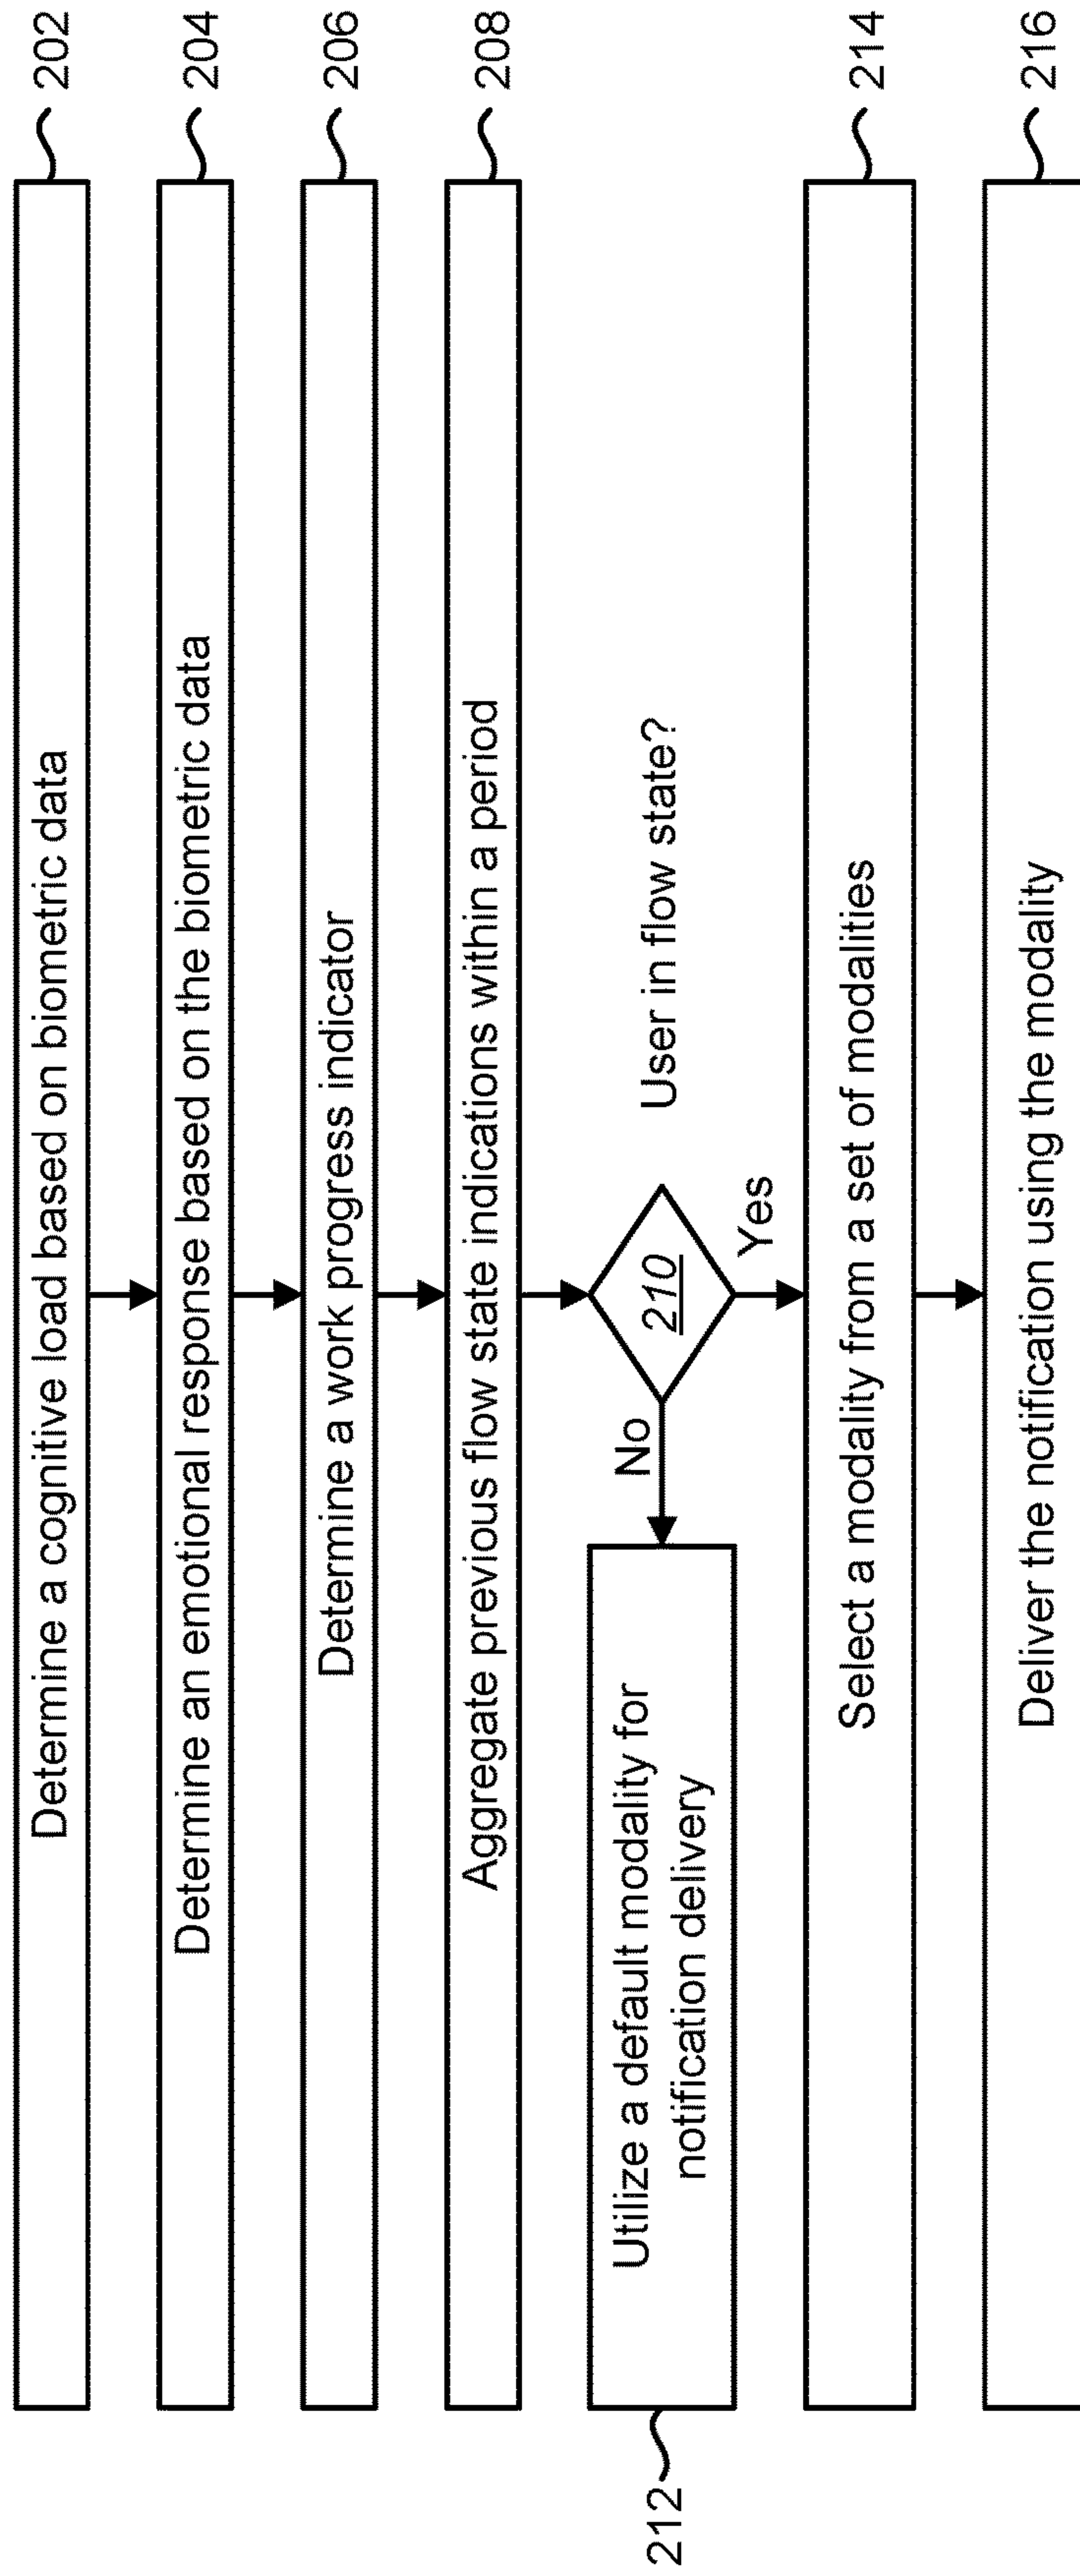 Determine a cognitive load based on biometric data
202
Determine an emotional response based on the biometric data
204
Determine a work progress indicator
206
Aggregate previous flow state indications within a period
208
User in flow state?
210
No
Yes
Utilize a default modality for
notification delivery
212
Select a modality from a set of modalities
214
Deliver the notification using the modality
216